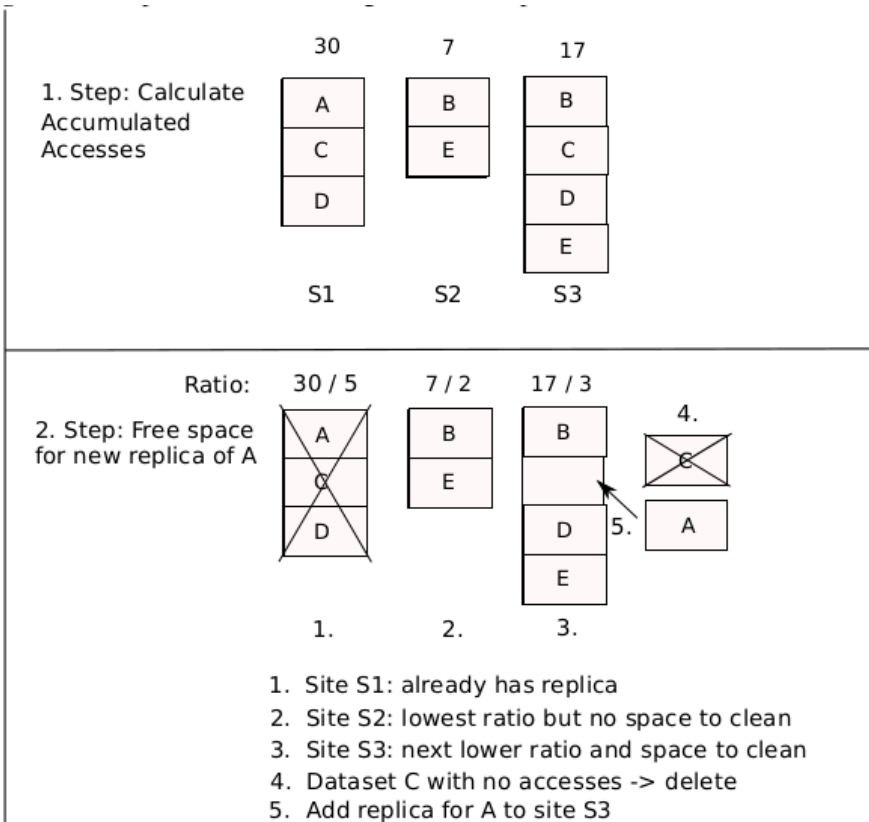 30
7
17
1. Step: Calculate
Accumulated
Accesses
A
C
D
B
E
B
C
D
E
S1
S2
S3
Ratio:
30 / 5
7 / 2
17 / 3
2. Step: Free space
for new replica of A
A
C
D
B
E
B
D
E
4.
C
5.
A
1.
2.
3.
1. Site S1: already has replica
2. Site S2: lowest ratio but no space to clean
3. Site S3: next lower ratio and space to clean
4. Dataset C with no accesses -> delete
5. Add replica for A to site S3